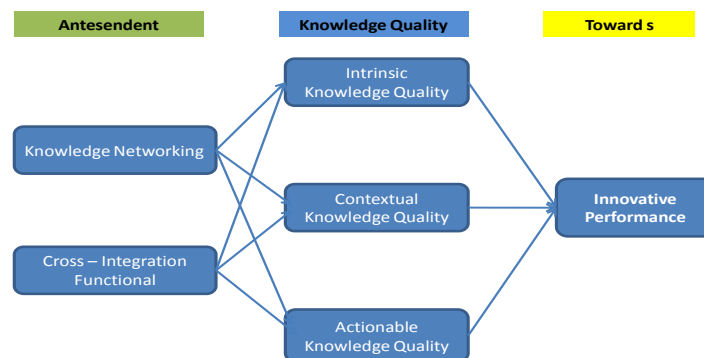 Antesendent
Knowledge Quality
Toward s
Intrinsic
Knowledge Quality
Knowledge Networking
Contextual
Knowledge Quality
Innovative
Performance
Cross – Integration
Functional
Actionable
Knowledge Quality